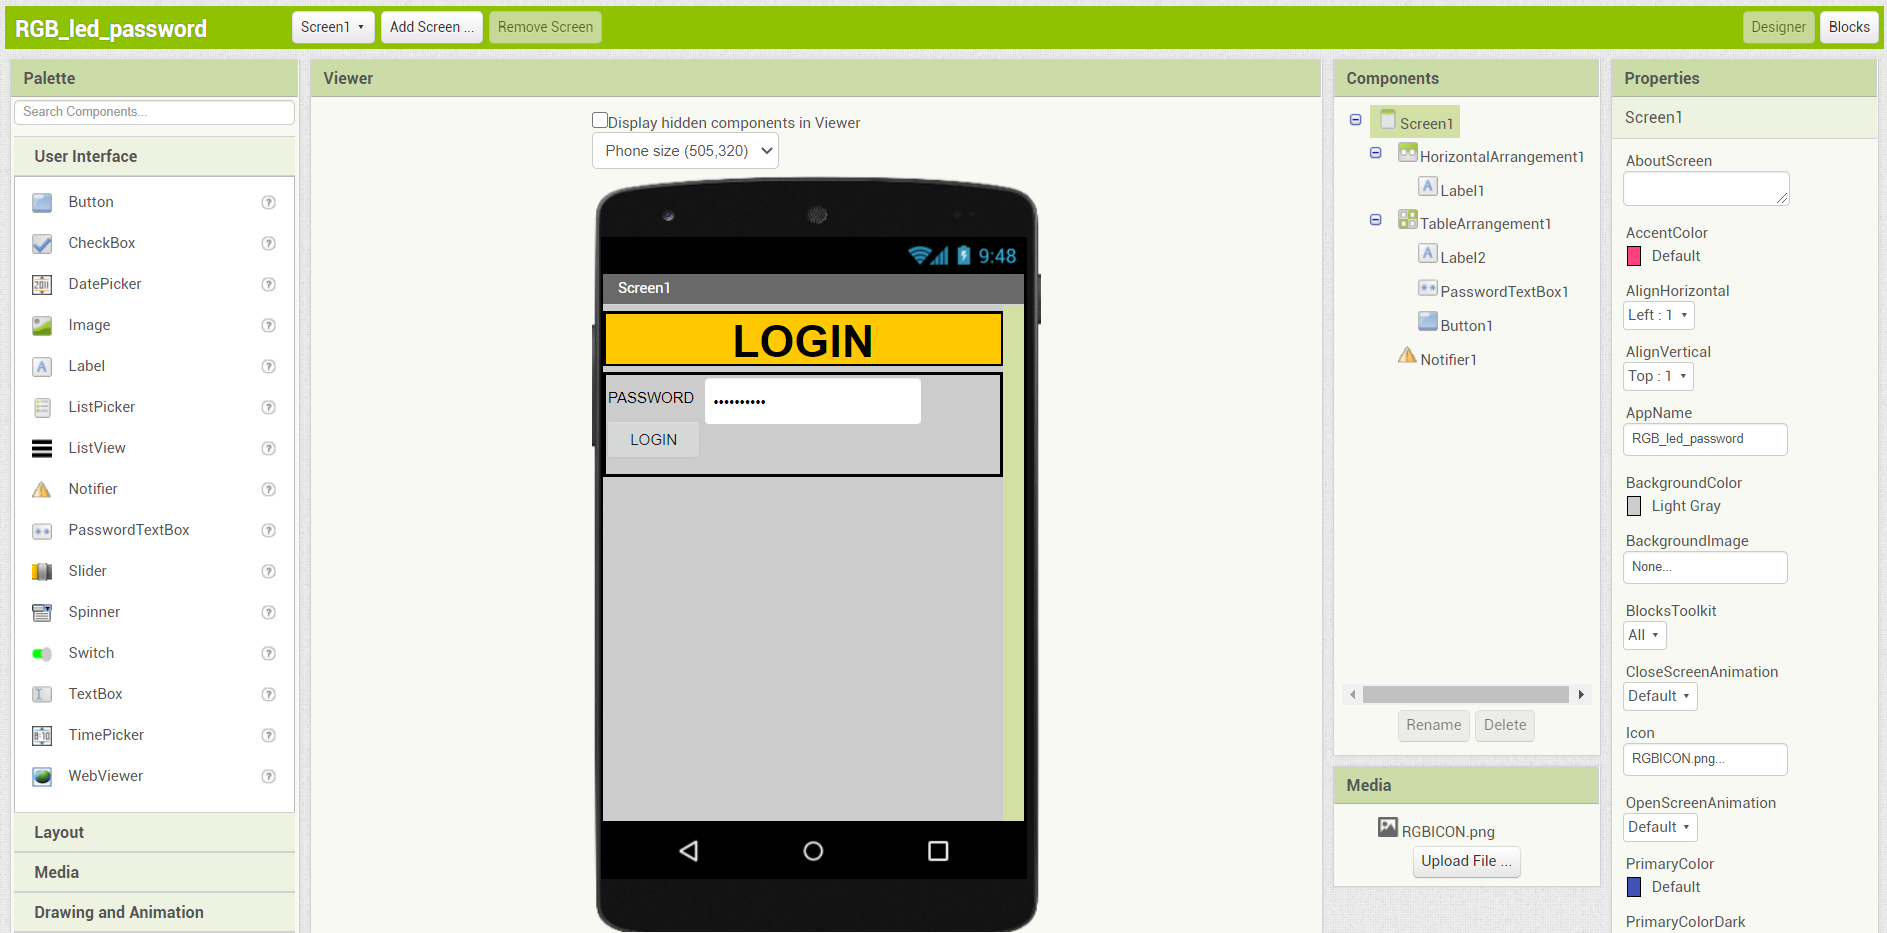 RGB_led_password
Screen1 ▾
Add Screen ...
Remove Screen
Designer
Blocks
Palette
Search Components...
User Interface
Button
CheckBox
DatePicker
Image
Label
ListPicker
ListView
Notifier
PasswordTextBox
Slider
Spinner
Switch
TextBox
TimePicker
WebViewer
Layout
Media
Drawing and Animation
Viewer
Display hidden components in Viewer
Phone size (505,320)
9:48
Screen1
LOGIN
PASSWORD ••••••••••
LOGIN
Components
Screen1
HorizontalArrangement1
Label1
TableArrangement1
Label2
PasswordTextBox1
Button1
Notifier1
Rename
Delete
Media
RGBICON.png
Upload File ...
Properties
Screen1
AboutScreen
AccentColor
Default
AlignHorizontal
Left : 1 ▾
AlignVertical
Top : 1 ▾
AppName
RGB_led_password
BackgroundColor
Light Gray
BackgroundImage
None...
BlocksToolkit
All ▾
CloseScreenAnimation
Default ▾
Icon
RGBICON.png...
OpenScreenAnimation
Default ▾
PrimaryColor
Default
PrimaryColorDark